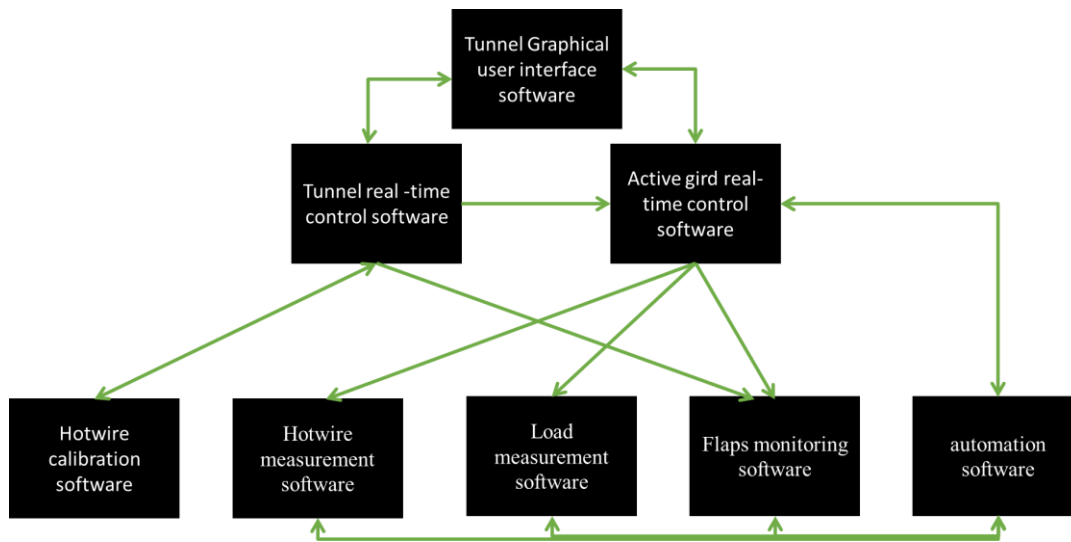 Tunnel Graphical
user interface
software
Tunnel real -time
control software
Active gird real-
time control
software
Hotwire
calibration
software
Hotwire
measurement
software
Load
measurement
software
Flaps monitoring
software
automation
software